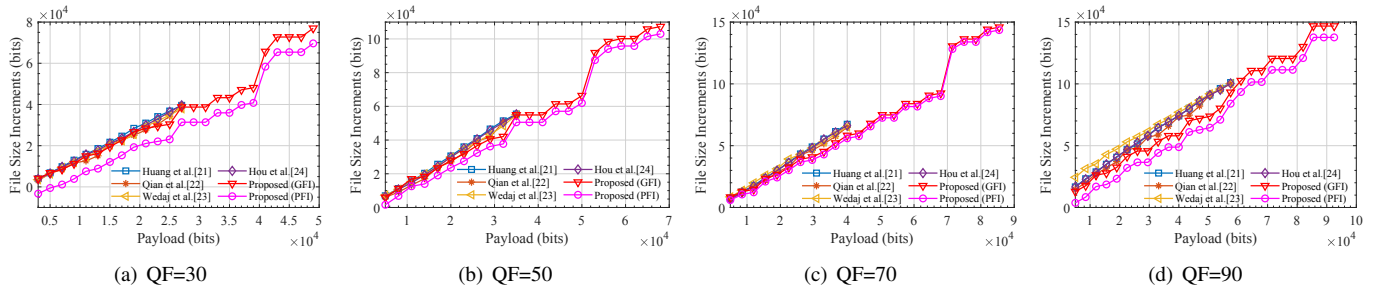 ×10⁴
File Size Increments (bits)
8
6
4
2
0
0.5 1 1.5 2 2.5 3 3.5 4 4.5 5
Payload (bits)
×10⁴
Huang et al.[21]
Qian et al.[22]
Wedaj et al.[23]
Hou et al.[24]
Proposed (GFI)
Proposed (PFI)
(a) QF=30
×10⁴
File Size Increments (bits)
10
8
6
4
2
0
1 2 3 4 5 6 7
Payload (bits)
×10⁴
Huang et al.[21]
Qian et al.[22]
Wedaj et al.[23]
Hou et al.[24]
Proposed (GFI)
Proposed (PFI)
(b) QF=50
×10⁴
File Size Increments (bits)
15
10
5
0
1 2 3 4 5 6 7 8 9
Payload (bits)
×10⁴
Huang et al.[21]
Qian et al.[22]
Wedaj et al.[23]
Hou et al.[24]
Proposed (GFI)
Proposed (PFI)
(c) QF=70
×10⁴
File Size Increments (bits)
15
10
5
0
1 2 3 4 5 6 7 8 9 10
Payload (bits)
×10⁴
Huang et al.[21]
Qian et al.[22]
Wedaj et al.[23]
Hou et al.[24]
Proposed (GFI)
Proposed (PFI)
(d) QF=90